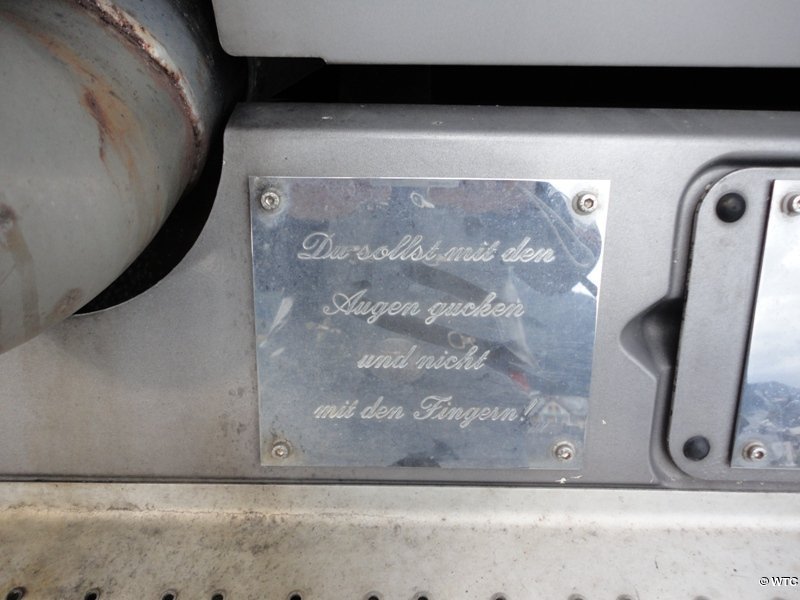 Du sollst mit den
Augen gucken
und nicht
mit den Fingern!
© WTC